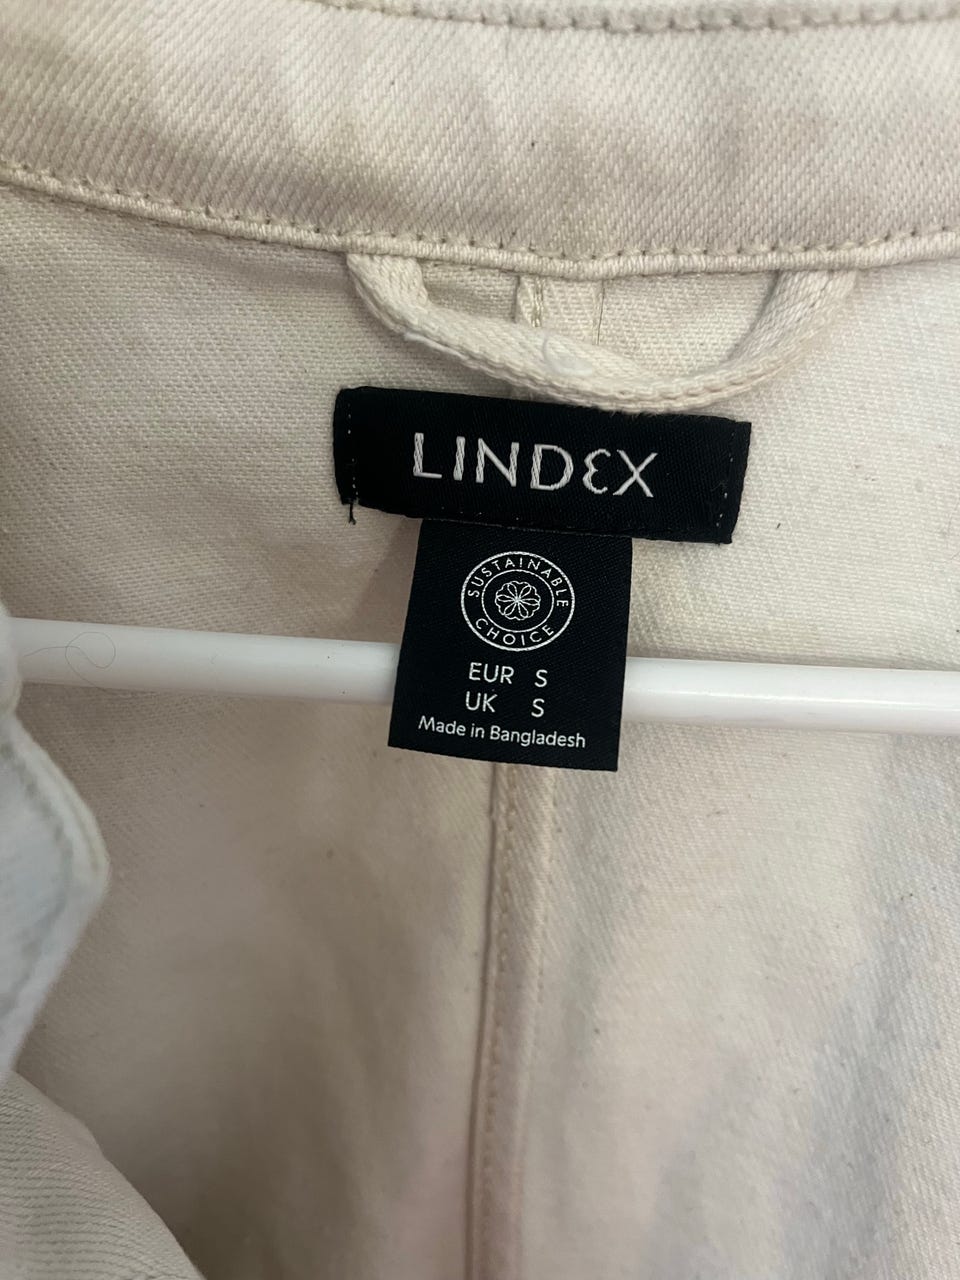 LINDEX
SUSTAINABLE
CHOICE
EUR S
UK S
Made in Bangladesh